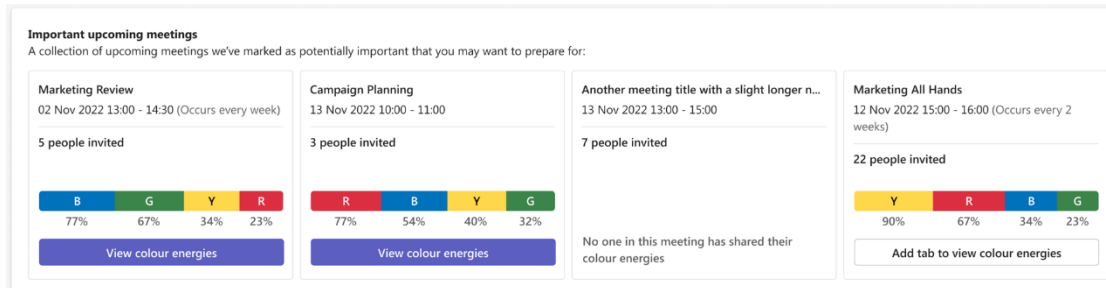 Important upcoming meetings
A collection of upcoming meetings we've marked as potentially important that you may want to prepare for:
Marketing Review
02 Nov 2022 13:00 - 14:30 (Occurs every week)
5 people invited
B G Y R
77% 67% 34% 23%
View colour energies
Campaign Planning
13 Nov 2022 10:00 - 11:00
3 people invited
R B Y G
77% 54% 40% 32%
View colour energies
Another meeting title with a slight longer n...
13 Nov 2022 13:00 - 15:00
7 people invited
No one in this meeting has shared their
colour energies
Marketing All Hands
12 Nov 2022 15:00 - 16:00 (Occurs every 2
weeks)
22 people invited
Y R B G
90% 67% 34% 23%
Add tab to view colour energies